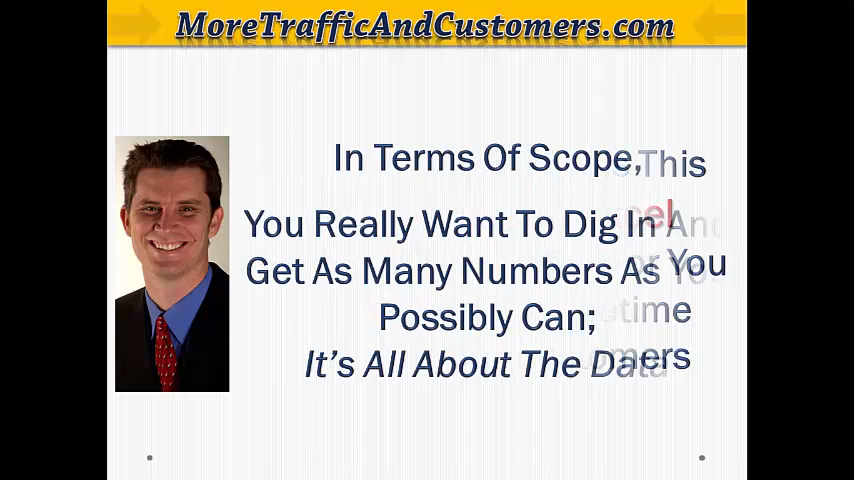 MoreTrafficAndCustomers.com
In Terms Of Scope, This
You Really Want To Dig In And
Get As Many Numbers As You
Possibly Can;
It's All About The Data